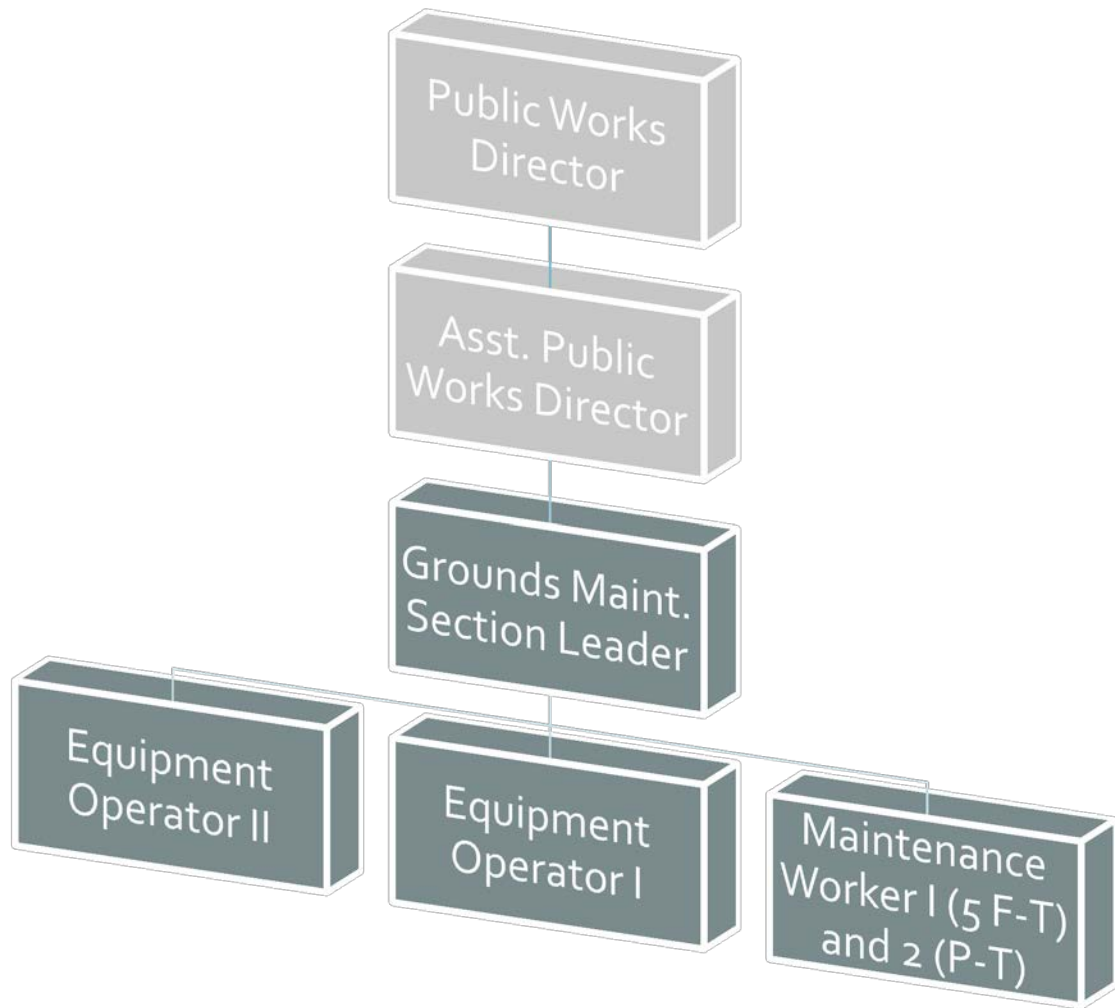 Public Works
Director
Asst. Public
Works Director
Grounds Maint.
Section Leader
Equipment
Operator II
Equipment
Operator I
Maintenance
Worker I (5 F-T)
and 2 (P-T)